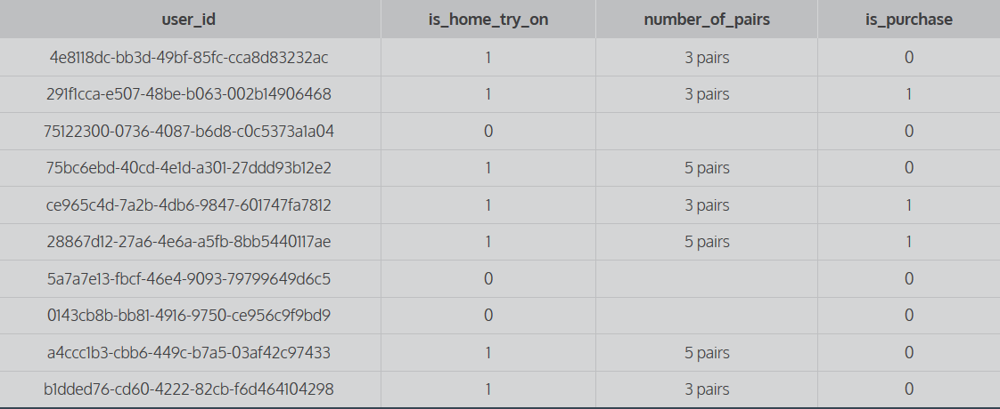 user_id is_home_try_on number_of_pairs is_purchase
4e8118dc-bb3d-49bf-85fc-cca8d83232ac 1 3 pairs 0
291f1cca-e507-48be-b063-002b14906468 1 3 pairs 1
75122300-0736-4087-b6d8-c0c5373a1a04 0 0
75bc6ebd-40cd-4e1d-a301-27ddd93b12e2 1 5 pairs 0
ce965c4d-7a2b-4db6-9847-601747fa7812 1 3 pairs 1
28867d12-27a6-4e6a-a5fb-8bb5440117ae 1 5 pairs 1
5a7a7e13-fbcf-46e4-9093-79799649d6c5 0 0
0143cb8b-bb81-4916-9750-ce956c9f9bd9 0 0
a4ccc1b3-cbb6-449c-b7a5-03af42c97433 1 5 pairs 0
b1dded76-cd60-4222-82cb-f6d464104298 1 3 pairs 0